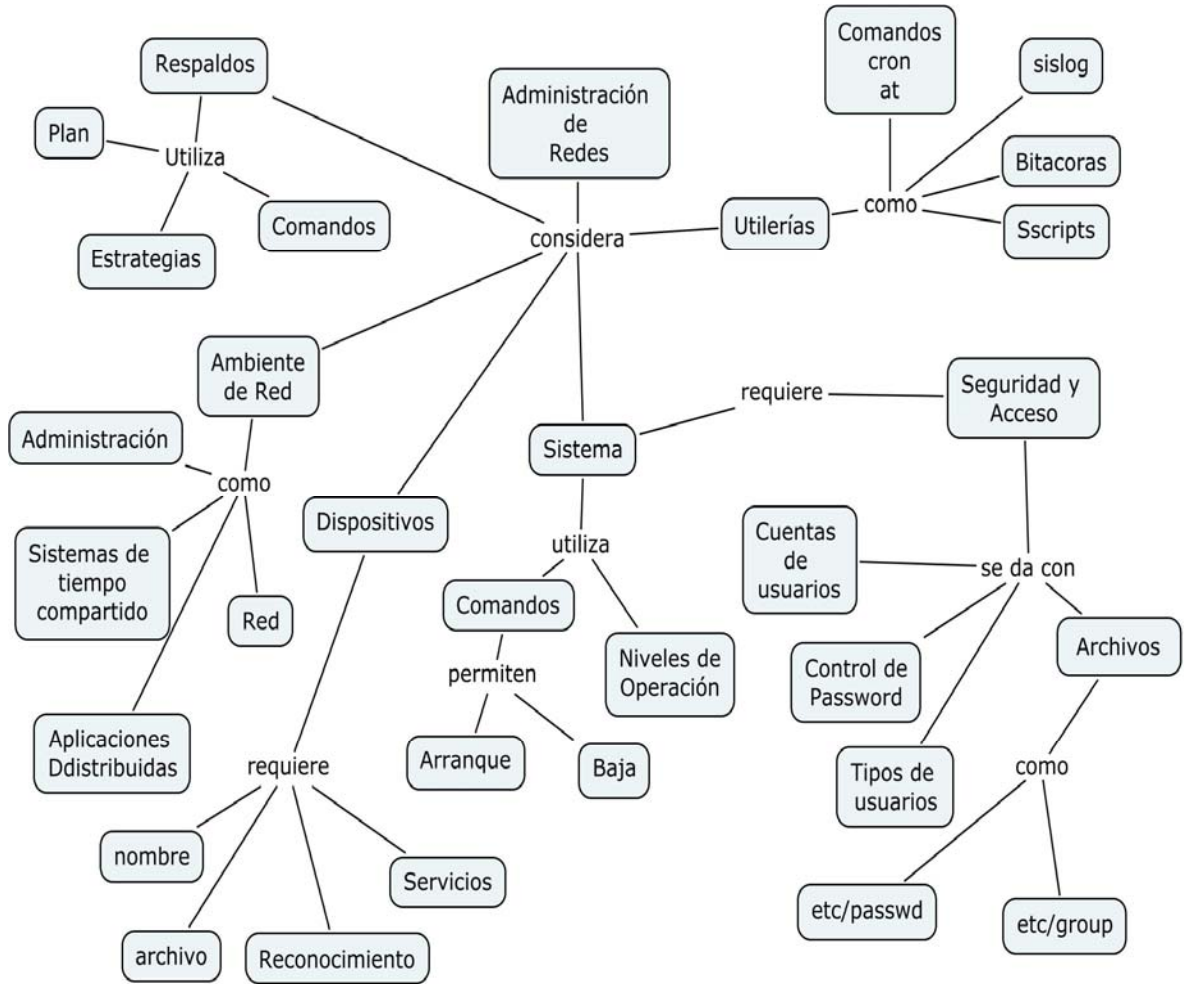 Respaldos
Plan
Utiliza
Comandos
Estrategias
Administración
de
Redes
considera
Comandos
cron
at
sislog
Bitacoras
Sscripts
Utilerías
como
Ambiente
de Red
Administración
como
Sistemas de
tiempo
compartido
Red
Aplicaciones
Ddistribuidas
Dispositivos
requiere
nombre
archivo
Reconocimiento
Servicios
Sistema
utiliza
Comandos
permiten
Arranque
Baja
Niveles de
Operación
requiere
Seguridad y
Acceso
se da con
Cuentas
de
usuarios
Control de
Password
Tipos de
usuarios
Archivos
como
etc/passwd
etc/group